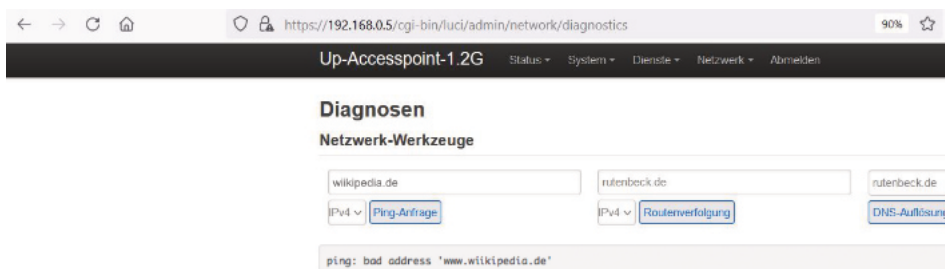 https://192.168.0.5/cgi-bin/luci/admin/network/diagnostics 90%
Up-Accesspoint-1.2G Status System Dienste Netzwerk Abmelden
Diagnosen
Netzwerk-Werkzeuge
wiikipedia.de rutenbeck.de rutenbeck.de
IPv4 Ping-Anfrage IPv4 Routenverfolgung DNS-Auflösung
ping: bad address 'www.wiikipedia.de'